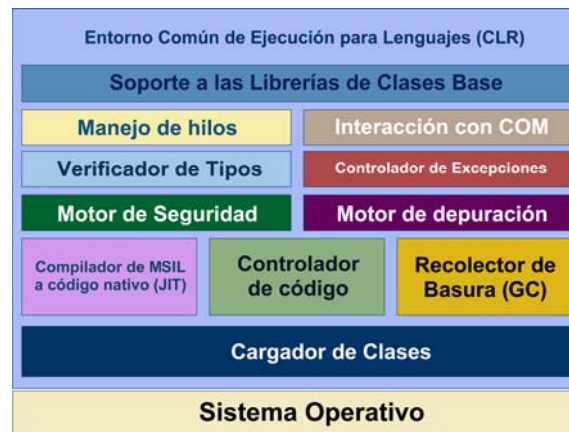 Entorno Común de Ejecución para Lenguajes (CLR)
Soporte a las Librerías de Clases Base
Manejo de hilos
Interacción con COM
Verificador de Tipos
Controlador de Excepciones
Motor de Seguridad
Motor de depuración
Compilador de MSIL
a código nativo (JIT)
Controlador
de código
Recolector de
Basura (GC)
Cargador de Clases
Sistema Operativo